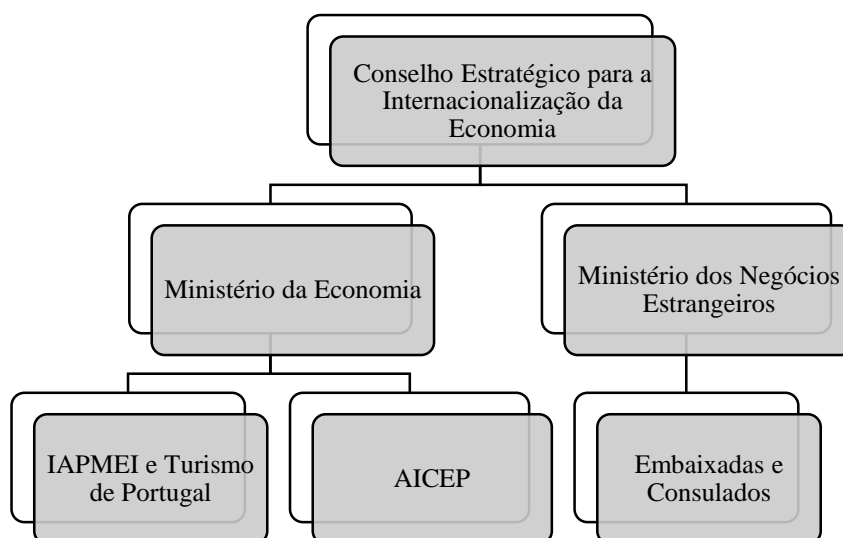 Conselho Estratégico para a
Internacionalização da
Economia
Ministério da Economia
Ministério dos Negócios
Estrangeiros
IAPMEI e Turismo
de Portugal
AICEP
Embaixadas e
Consulados